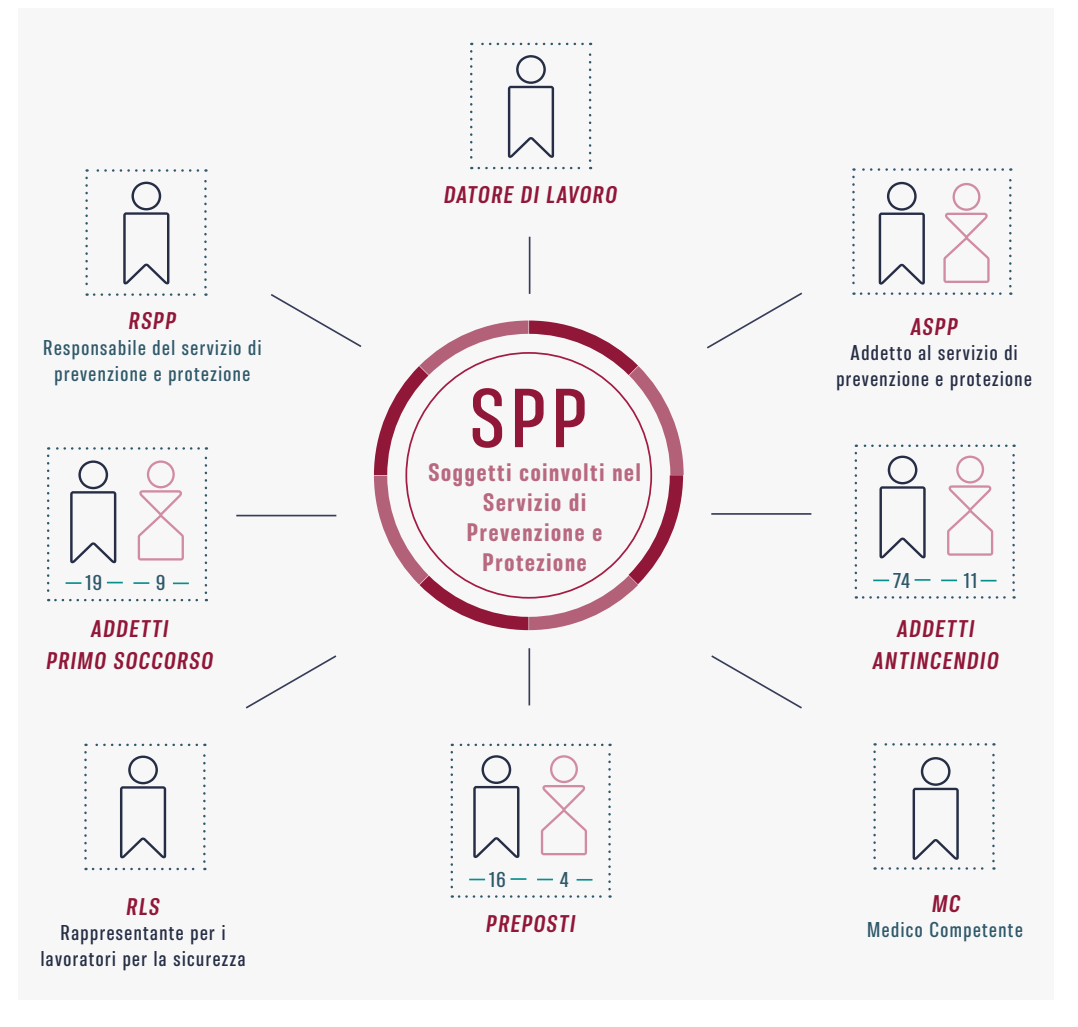 DATORE DI LAVORO
RSPP
Responsabile del servizio di
prevenzione e protezione
ASPP
Addetto al servizio di
prevenzione e protezione
SPP
Soggetti coinvolti nel
Servizio di
Prevenzione e
Protezione
19 9
ADDETTI
PRIMO SOCCORSO
74 11
ADDETTI
ANTINCENDIO
RLS
Rappresentante per i
lavoratori per la sicurezza
16 4
PREPOSTI
MC
Medico Competente